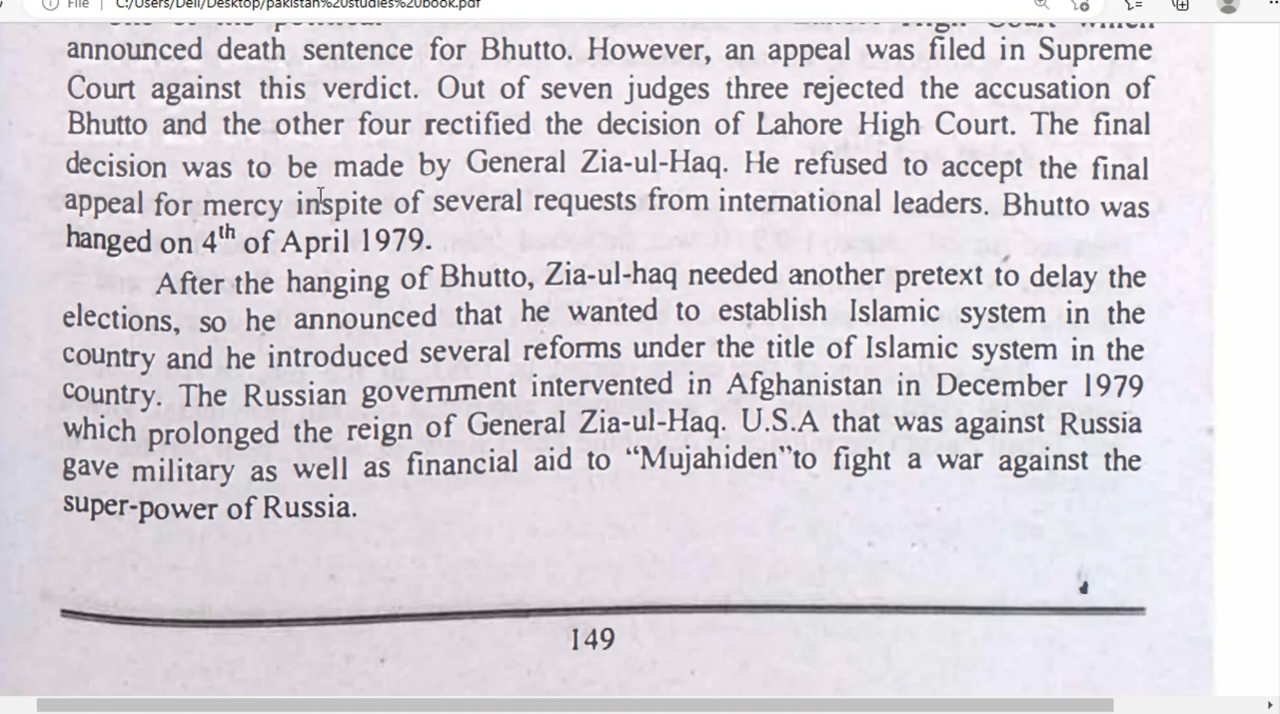 File
C:/Users/Dell/Desktop/pakistan%20studies%20book.pdf
High Court which
announced death sentence for Bhutto. However, an appeal was filed in Supreme
Court against this verdict. Out of seven judges three rejected the accusation of
Bhutto and the other four rectified the decision of Lahore High Court. The final
decision was to be made by General Zia-ul-Haq. He refused to accept the final
appeal for mercy inspite of several requests from international leaders. Bhutto was
hanged on 4th of April 1979.
After the hanging of Bhutto, Zia-ul-haq needed another pretext to delay the
elections, so he announced that he wanted to establish Islamic system in the
country and he introduced several reforms under the title of Islamic system in the
country. The Russian government intervented in Afghanistan in December 1979
which prolonged the reign of General Zia-ul-Haq. U.S.A that was against Russia
gave military as well as financial aid to “Mujahiden”to fight a war against the
super-power of Russia.
149